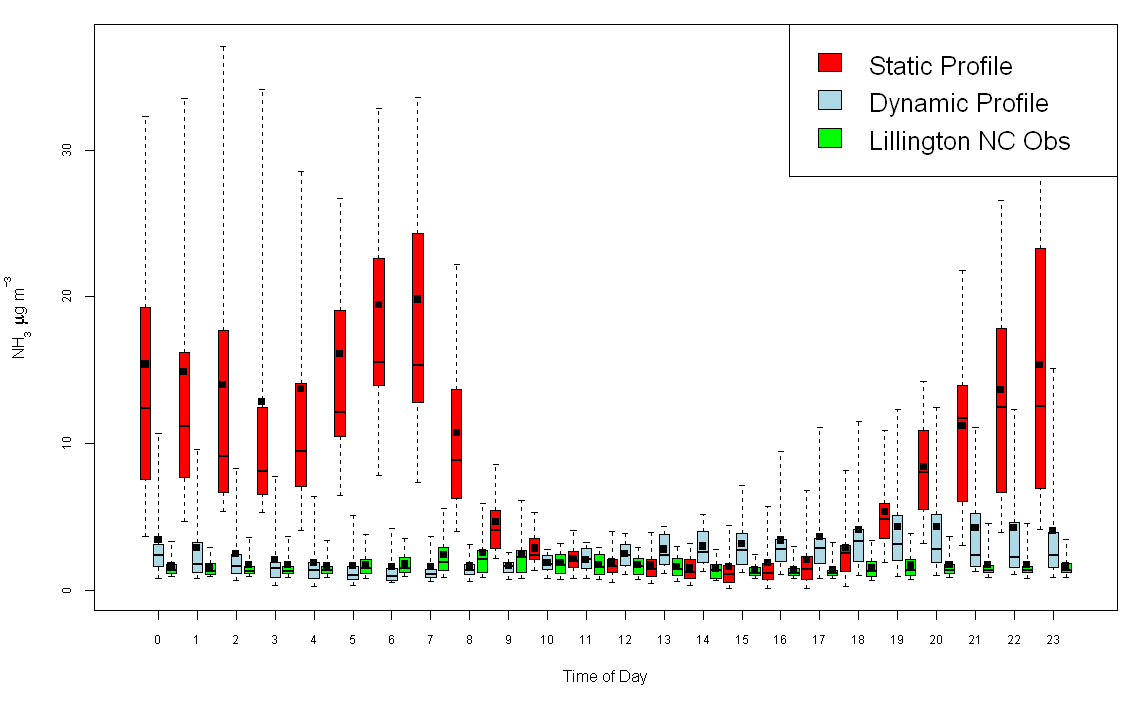 Static Profile
Dynamic Profile
Lillington NC Obs
30
20
10
0
NH₃ μg m⁻³
0 1 2 3 4 5 6 7 8 9 10 11 12 13 14 15 16 17 18 19 20 21 22 23
Time of Day